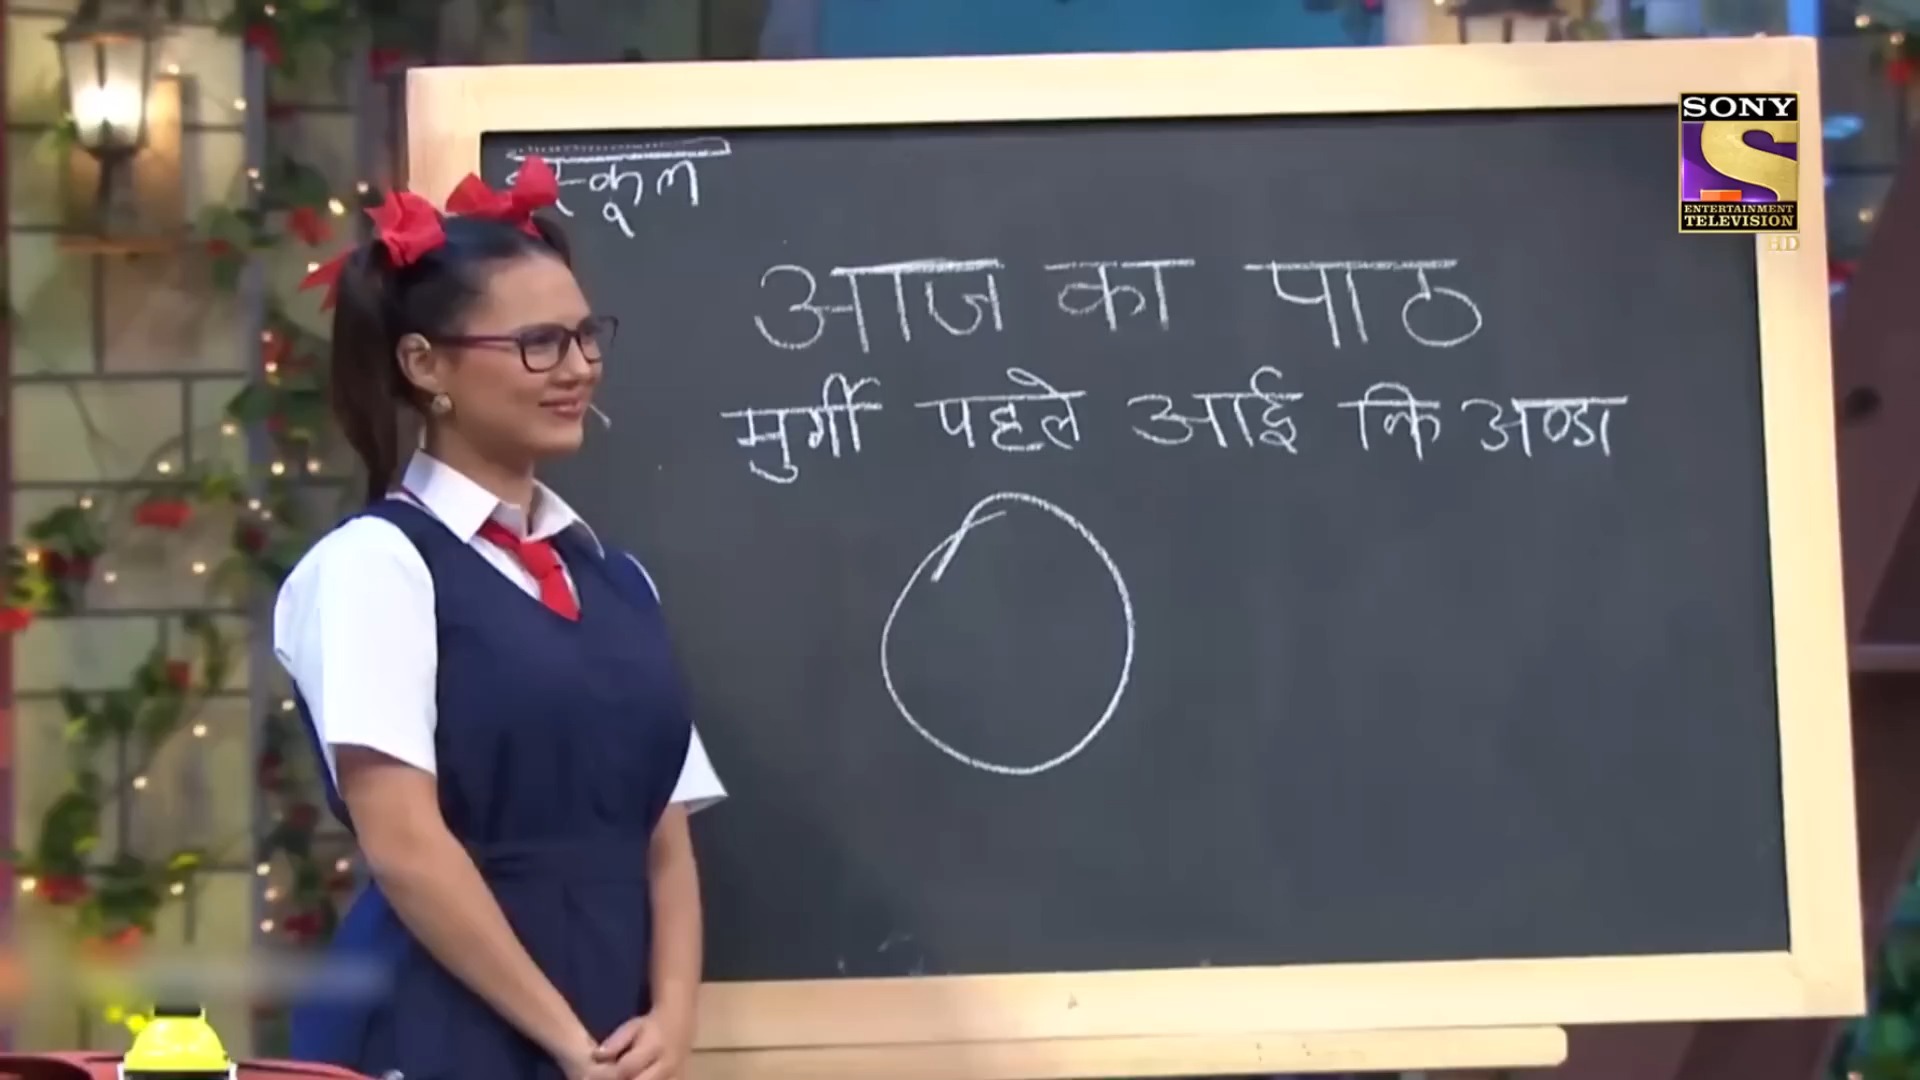 स्कूल
आज का पाठ
मुर्गी पहले आई कि अण्डा
SONY
ENTERTAINMENT
TELEVISION
HD